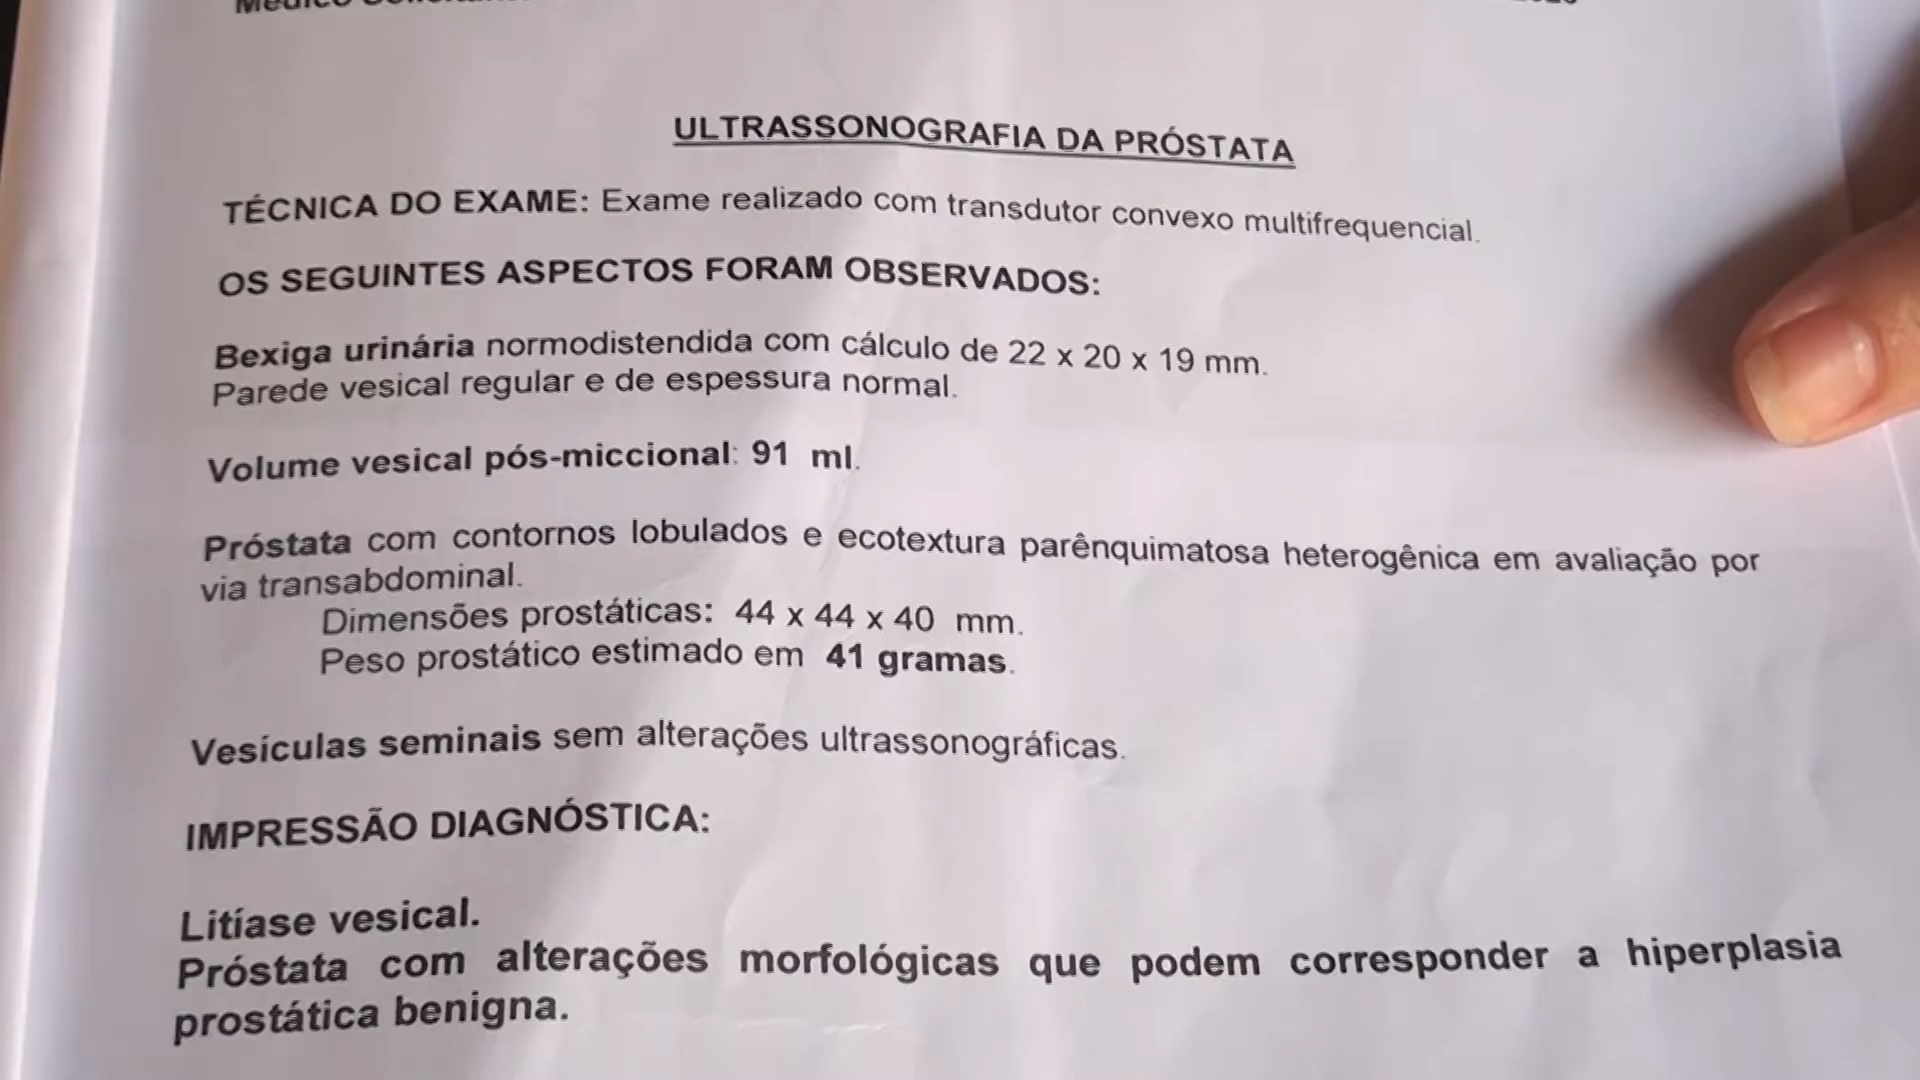 ULTRASSONOGRAFIA DA PRÓSTATA
TÉCNICA DO EXAME: Exame realizado com transdutor convexo multifrequencial.
OS SEGUINTES ASPECTOS FORAM OBSERVADOS:
Bexiga urinária normodistendida com cálculo de 22 x 20 x 19 mm.
Parede vesical regular e de espessura normal.
Volume vesical pós-miccional: 91 ml.
Próstata com contornos lobulados e ecotextura parênquimatosa heterogênica em avaliação por
via transabdominal.
Dimensões prostáticas: 44 x 44 x 40 mm.
Peso prostático estimado em 41 gramas.
Vesículas seminais sem alterações ultrassonográficas.
IMPRESSÃO DIAGNÓSTICA:
Litíase vesical.
Próstata com alterações morfológicas que podem corresponder a hiperplasia
prostática benigna.